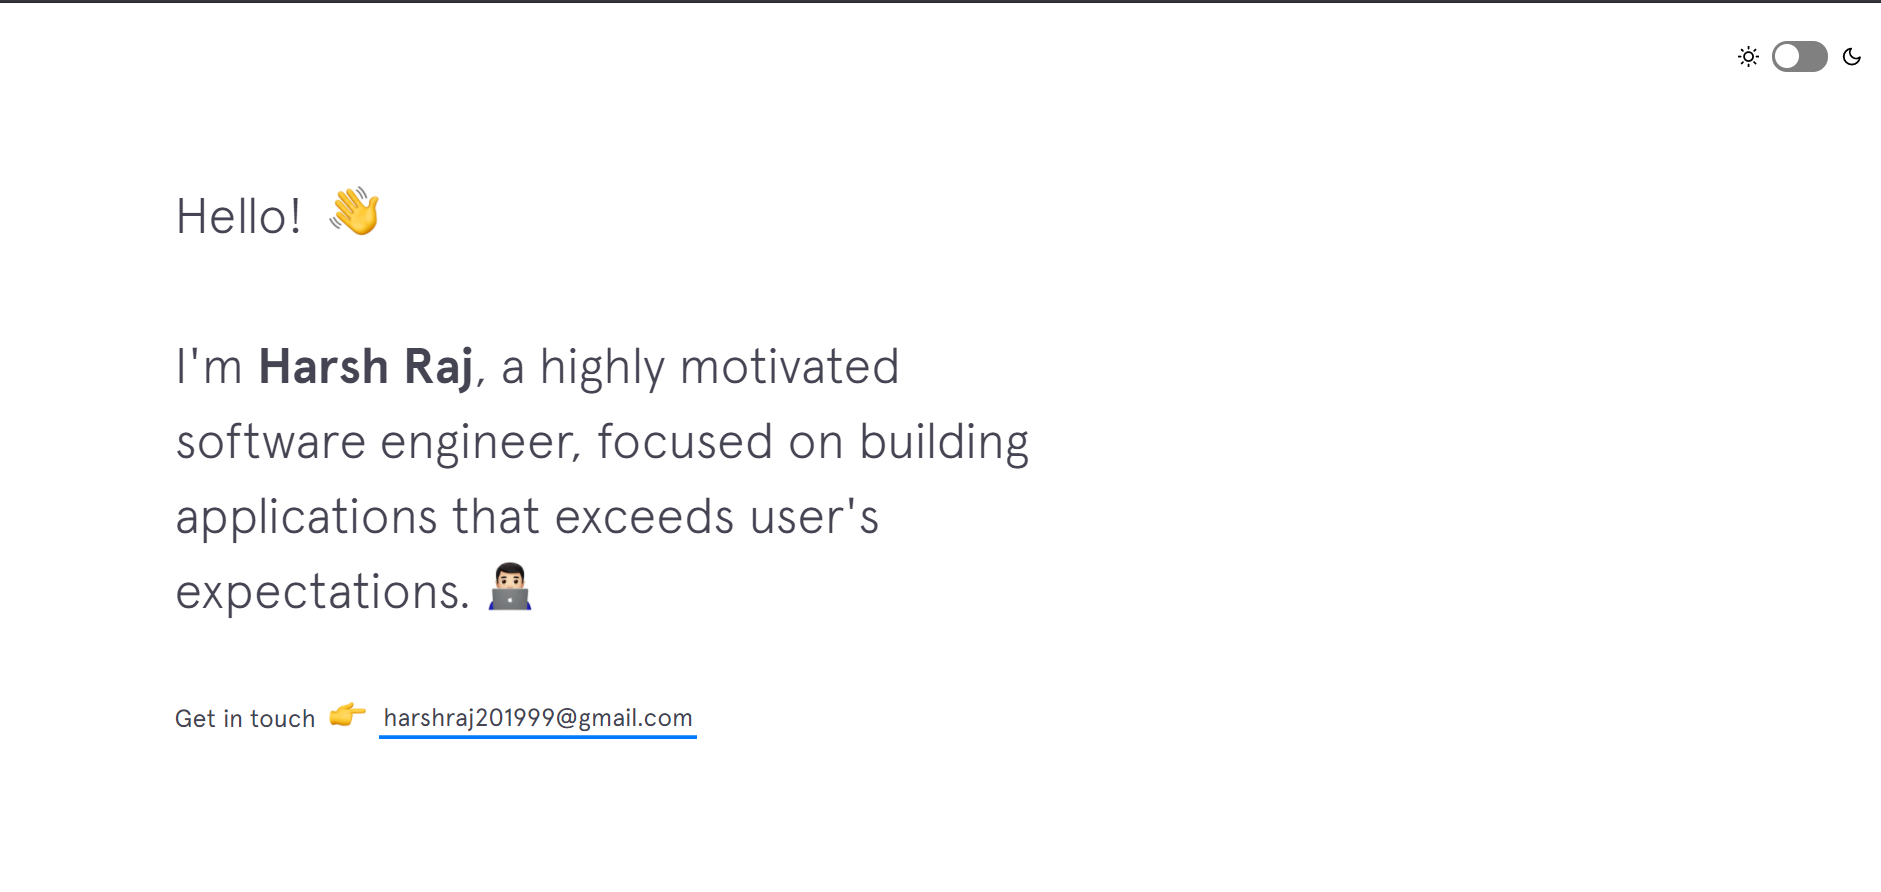 Hello! 👋
I'm Harsh Raj, a highly motivated
software engineer, focused on building
applications that exceeds user's
expectations. 👨🏻‍💻
Get in touch 👉 harshraj201999@gmail.com